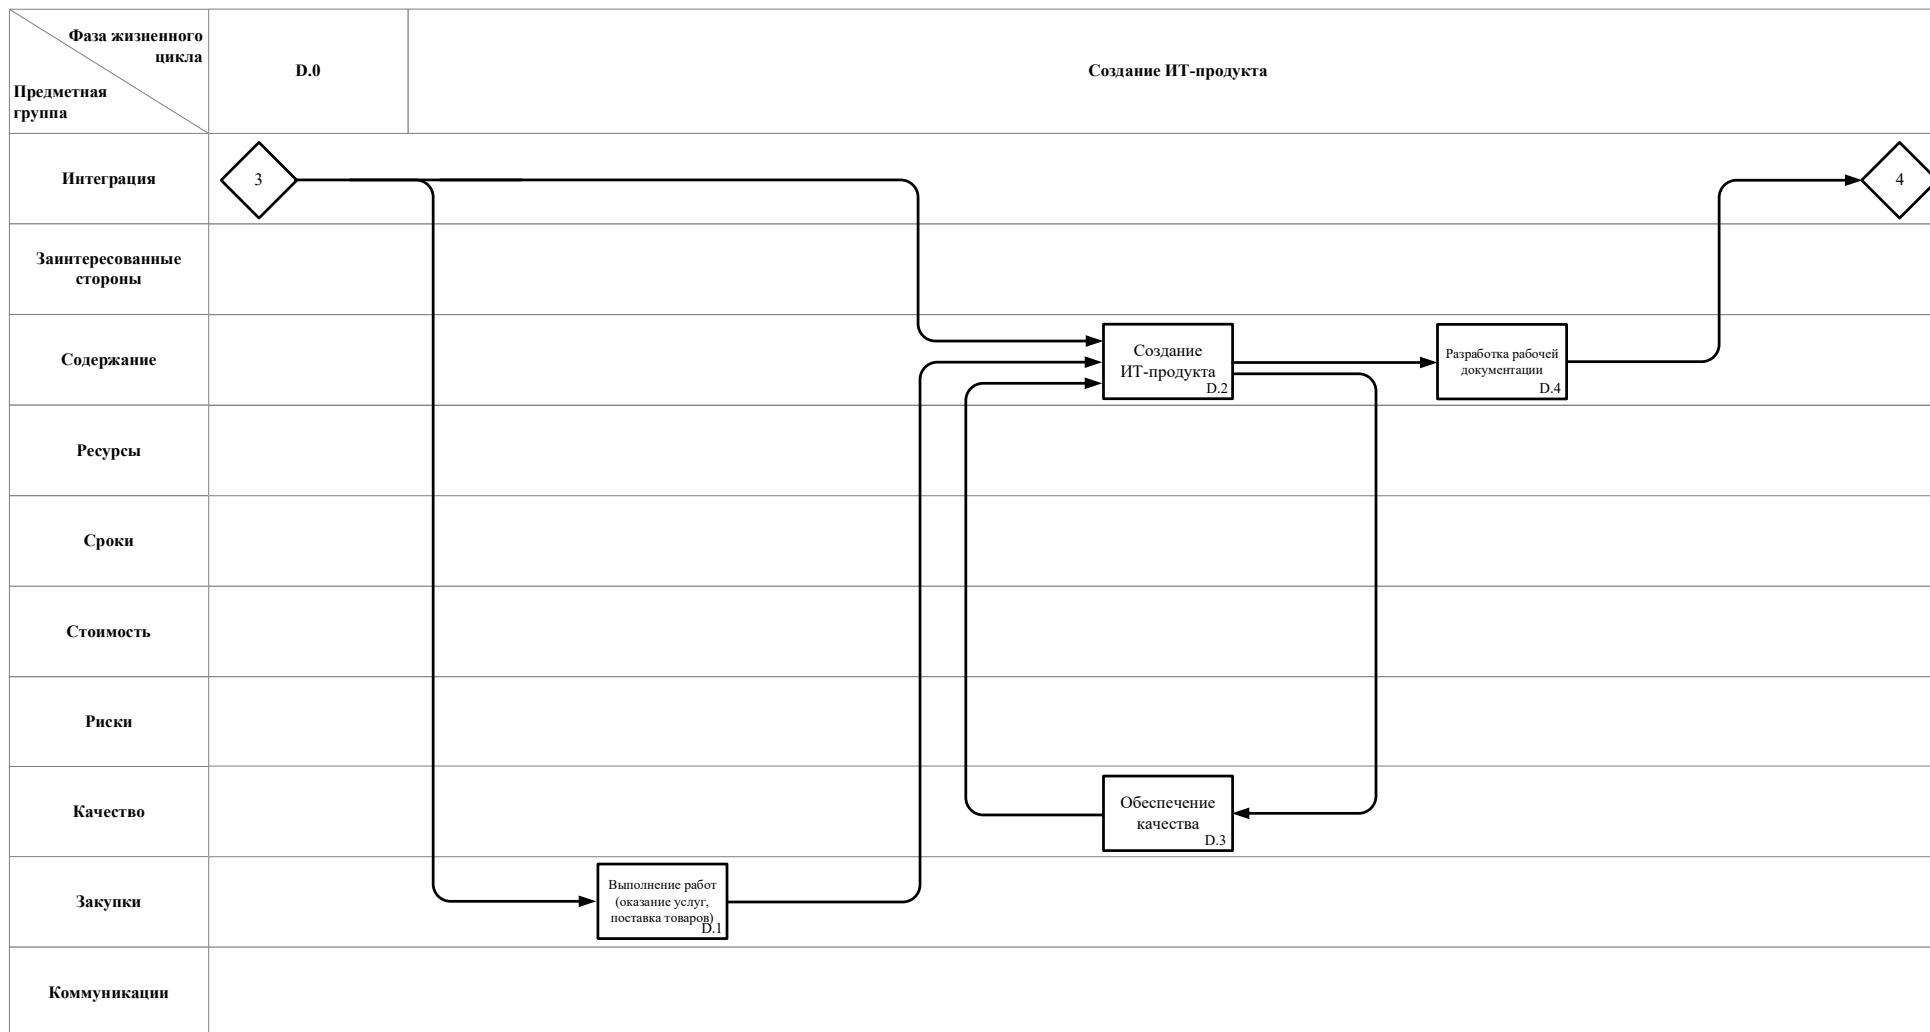 Фаза жизненного
цикла
Предметная
группа
D.0
Создание ИТ-продукта
Интеграция
3
4
Заинтересованные
стороны
Содержание
Создание
ИТ-продукта
D.2
Разработка рабочей
документации
D.4
Ресурсы
Сроки
Стоимость
Риски
Качество
Обеспечение
качества
D.3
Закупки
Выполнение работ
(оказание услуг,
поставка товаров)
D.1
Коммуникации